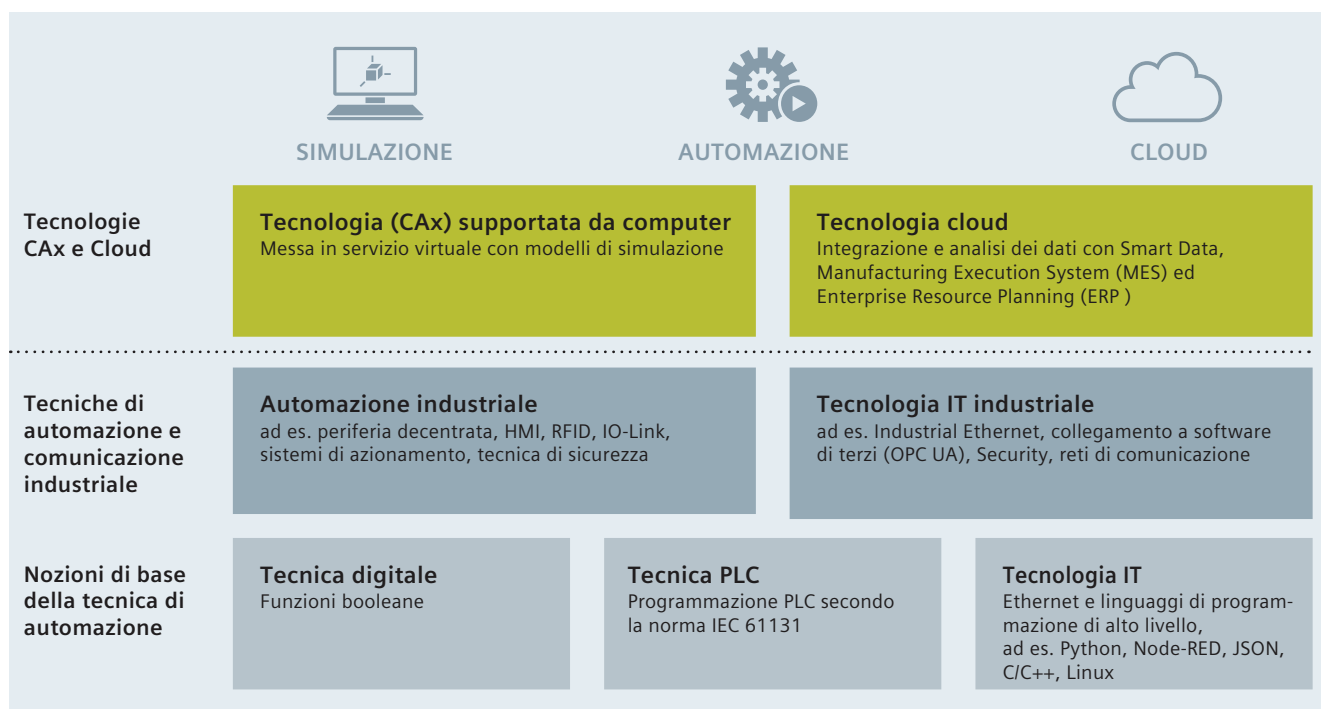 SIMULAZIONE
AUTOMAZIONE
CLOUD
Tecnologie
CAx e Cloud
Tecnologia (CAx) supportata da computer
Messa in servizio virtuale con modelli di simulazione
Tecnologia cloud
Integrazione e analisi dei dati con Smart Data,
Manufacturing Execution System (MES) ed
Enterprise Resource Planning (ERP )
Tecniche di
automazione e
comunicazione
industriale
Automazione industriale
ad es. periferia decentrata, HMI, RFID, IO-Link,
sistemi di azionamento, tecnica di sicurezza
Tecnologia IT industriale
ad es. Industrial Ethernet, collegamento a software
di terzi (OPC UA), Security, reti di comunicazione
Nozioni di base
della tecnica di
automazione
Tecnica digitale
Funzioni booleane
Tecnica PLC
Programmazione PLC secondo
la norma IEC 61131
Tecnologia IT
Ethernet e linguaggi di program-
mazione di alto livello,
ad es. Python, Node-RED, JSON,
C/C++, Linux